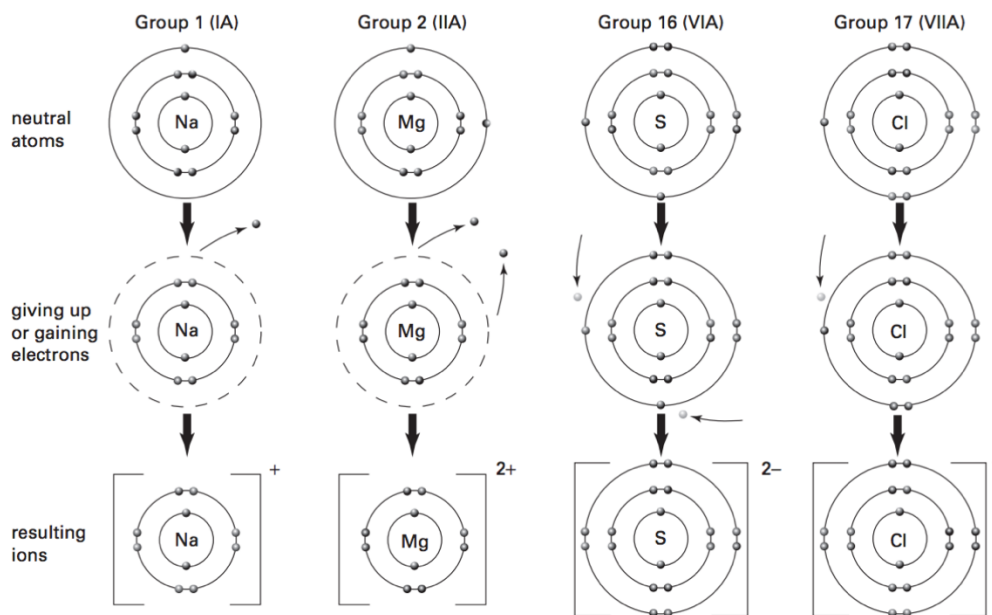 Group 1 (IA)
Group 2 (IIA)
Group 16 (VIA)
Group 17 (VIIA)
neutral
atoms
Na
Mg
S
Cl
giving up
or gaining
electrons
Na
Mg
S
Cl
resulting
ions
Na
+
Mg
2+
S
2–
Cl